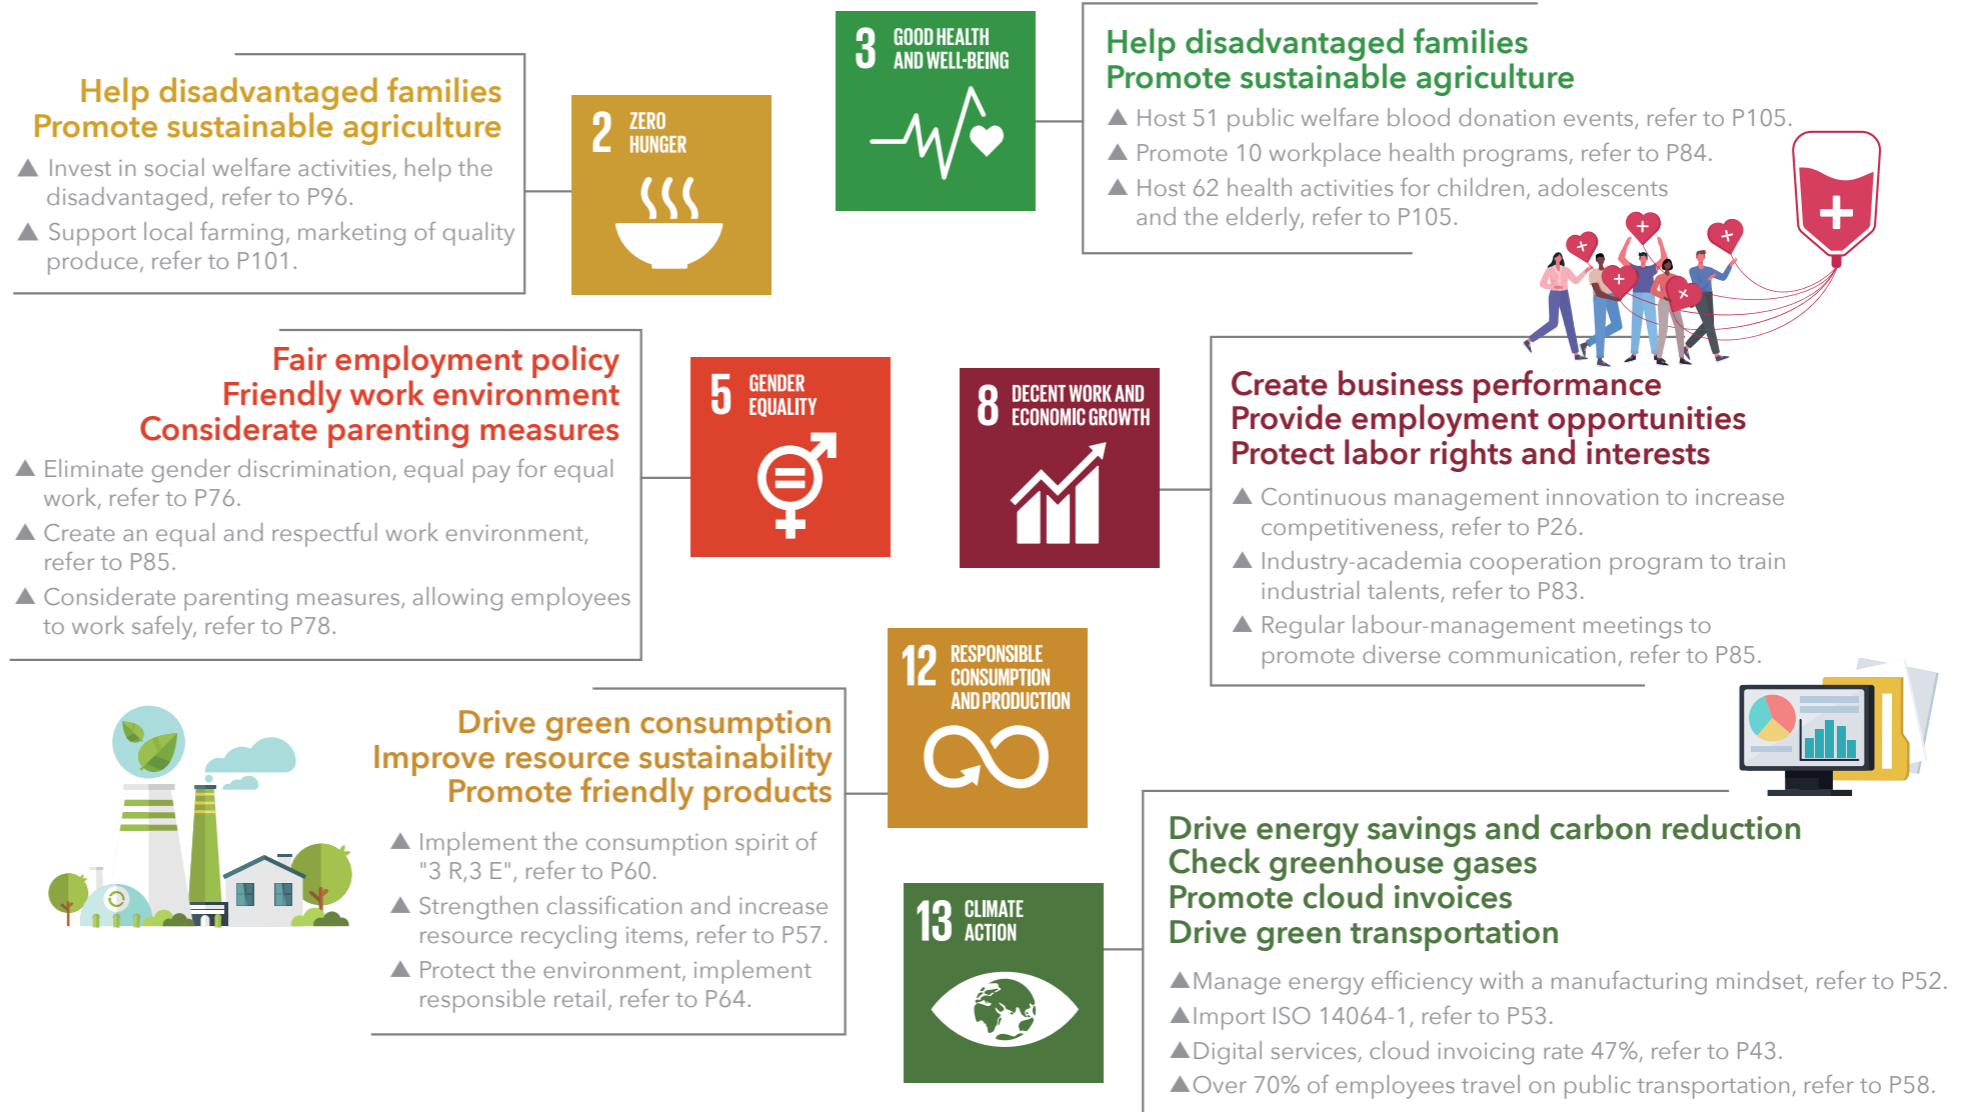 Help disadvantaged families
Promote sustainable agriculture
▲ Invest in social welfare activities, help the
disadvantaged, refer to P96.
▲ Support local farming, marketing of quality
produce, refer to P101.
2 ZERO
HUNGER
3 GOOD HEALTH
AND WELL-BEING
Help disadvantaged families
Promote sustainable agriculture
▲ Host 51 public welfare blood donation events, refer to P105.
▲ Promote 10 workplace health programs, refer to P84.
▲ Host 62 health activities for children, adolescents
and the elderly, refer to P105.
Fair employment policy
Friendly work environment
Considerate parenting measures
▲ Eliminate gender discrimination, equal pay for equal
work, refer to P76.
▲ Create an equal and respectful work environment,
refer to P85.
▲ Considerate parenting measures, allowing employees
to work safely, refer to P78.
5 GENDER
EQUALITY
8 DECENT WORK AND
ECONOMIC GROWTH
Create business performance
Provide employment opportunities
Protect labor rights and interests
▲ Continuous management innovation to increase
competitiveness, refer to P26.
▲ Industry-academia cooperation program to train
industrial talents, refer to P83.
▲ Regular labour-management meetings to
promote diverse communication, refer to P85.
Drive green consumption
Improve resource sustainability
Promote friendly products
▲ Implement the consumption spirit of
"3 R,3 E", refer to P60.
▲ Strengthen classification and increase
resource recycling items, refer to P57.
▲ Protect the environment, implement
responsible retail, refer to P64.
12 RESPONSIBLE
CONSUMPTION
AND PRODUCTION
13 CLIMATE
ACTION
Drive energy savings and carbon reduction
Check greenhouse gases
Promote cloud invoices
Drive green transportation
▲Manage energy efficiency with a manufacturing mindset, refer to P52.
▲Import ISO 14064-1, refer to P53.
▲Digital services, cloud invoicing rate 47%, refer to P43.
▲Over 70% of employees travel on public transportation, refer to P58.